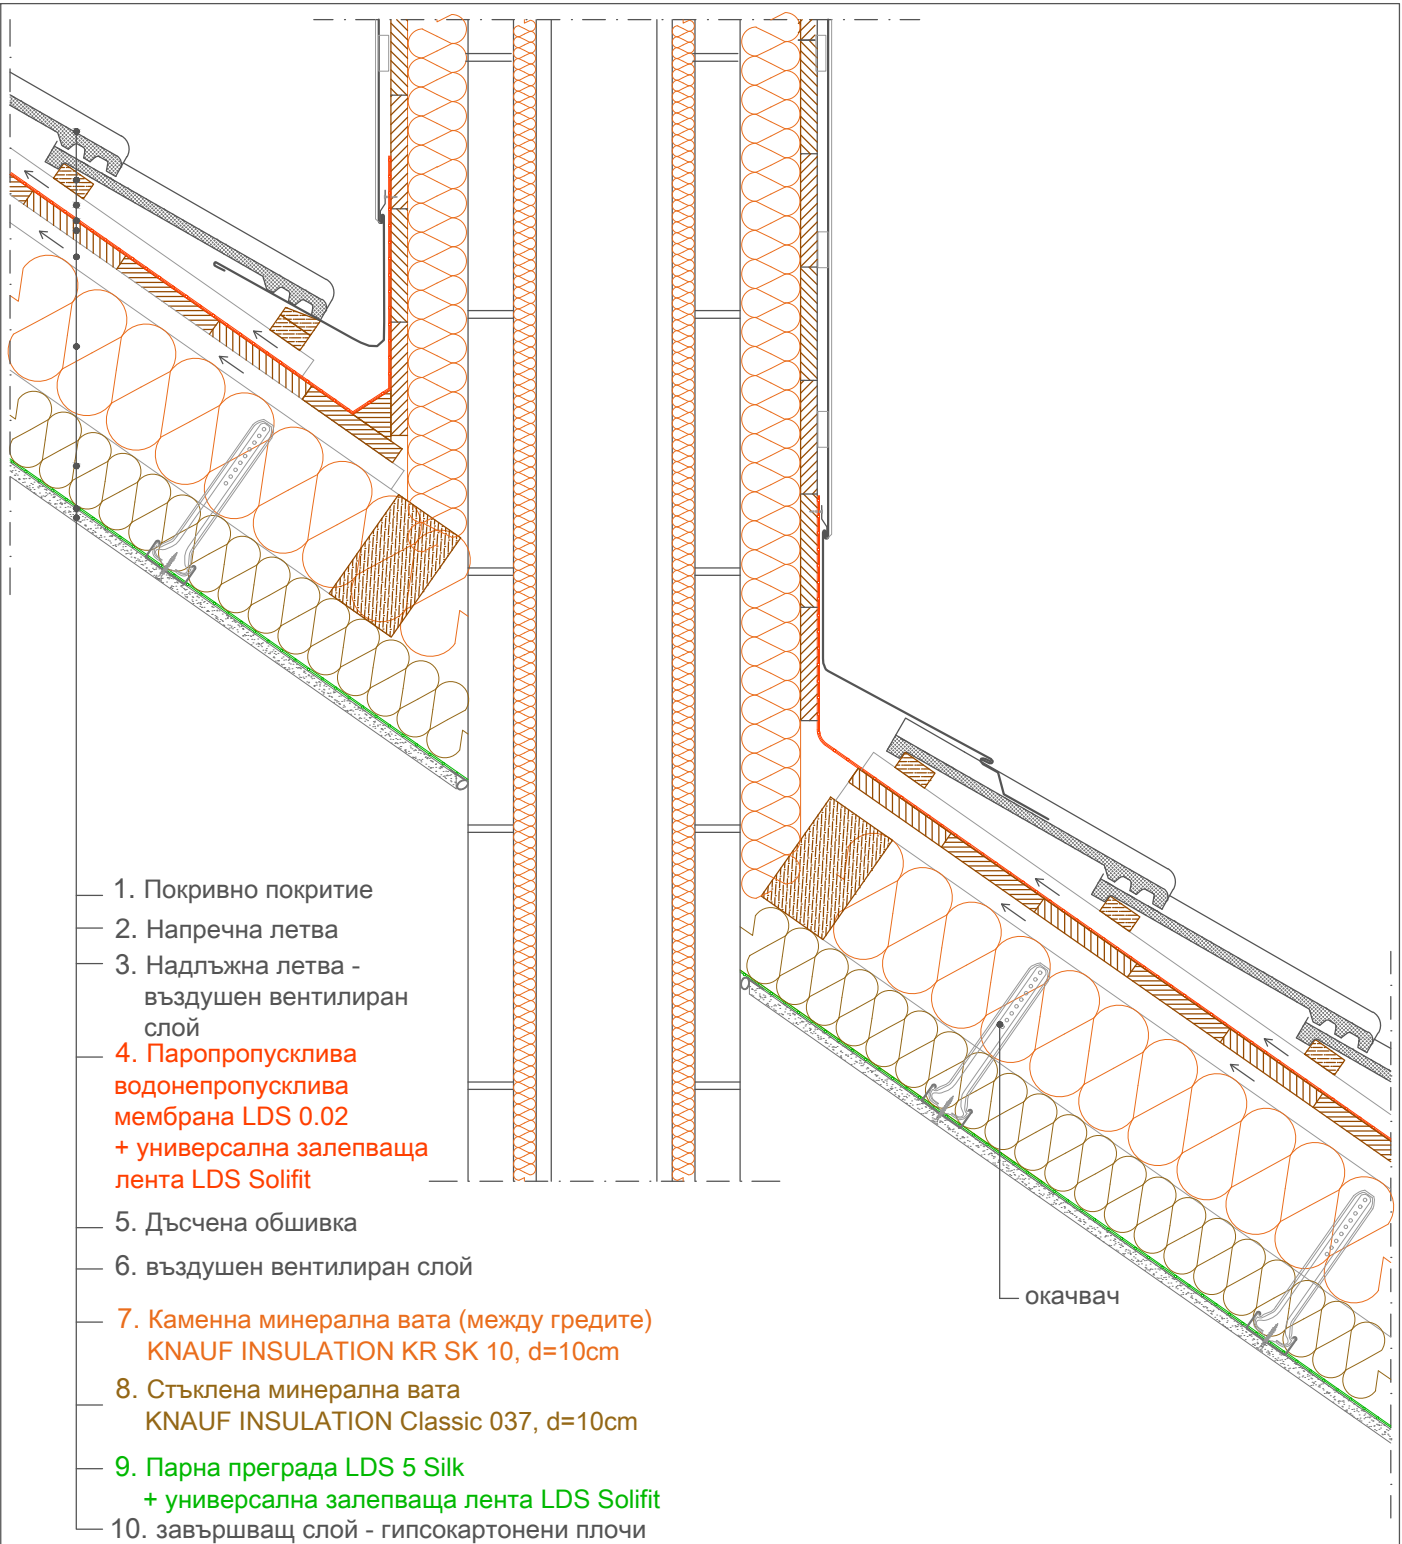 1. Покривно покритие
2. Напречна летва
3. Надлъжна летва -
въздушен вентилиран
слой
4. Паропропусклива
водонепропусклива
мембрана LDS 0.02
+ универсална залепваща
лента LDS Solifit
5. Дъсчена обшивка
6. въздушен вентилиран слой
окачвач
7. Каменна минерална вата (между гредите)
KNAUF INSULATION KR SK 10, d=10cm
8. Стъклена минерална вата
KNAUF INSULATION Classic 037, d=10cm
9. Парна преграда LDS 5 Silk
+ универсална залепваща лента LDS Solifit
10. завършващ слой - гипсокартонени плочи